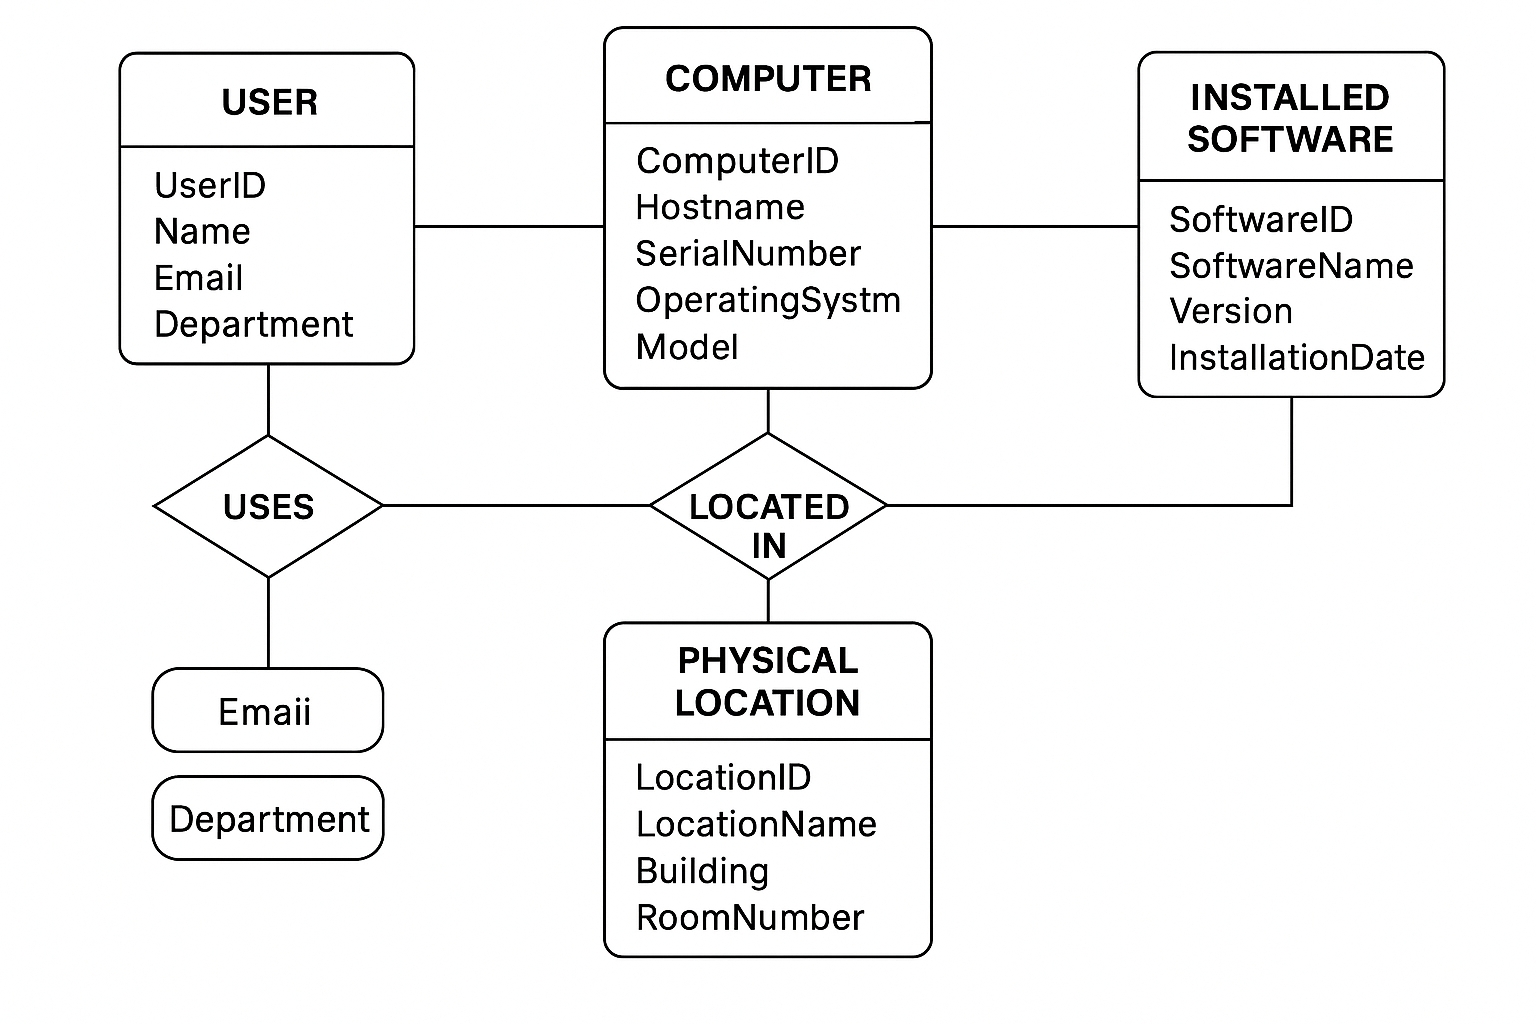 USER
UserID
Name
Email
Department
COMPUTER
ComputerID
Hostname
SerialNumber
OperatingSystm
Model
INSTALLED
SOFTWARE
SoftwareID
SoftwareName
Version
InstallationDate
USES
LOCATED
IN
Emaii
Department
PHYSICAL
LOCATION
LocationID
LocationName
Building
RoomNumber